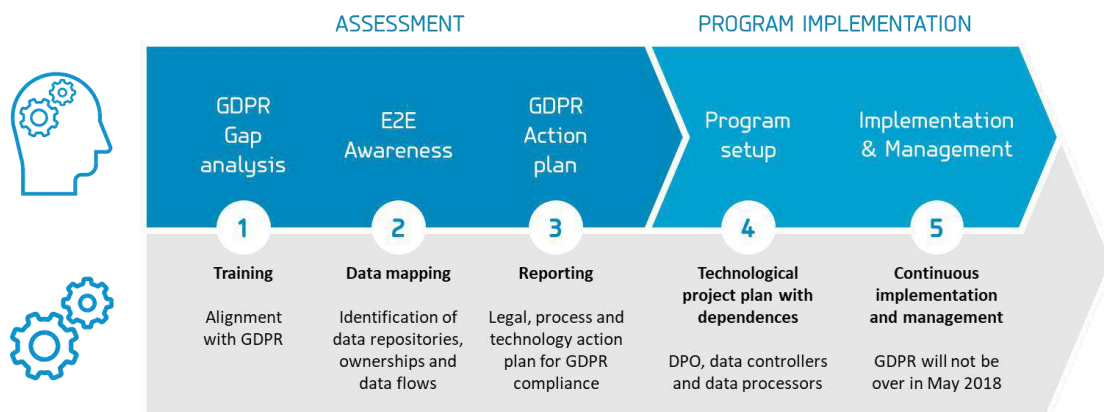 ASSESSMENT
PROGRAM IMPLEMENTATION
GDPR
Gap
analysis
E2E
Awareness
GDPR
Action
plan
Program
setup
Implementation
& Management
1
2
3
4
5
Training
Alignment
with GDPR
Data mapping
Identification of
data repositories,
ownerships and
data flows
Reporting
Legal, process and
technology action
plan for GDPR
compliance
Technological
project plan with
dependences
DPO, data controllers
and data processors
Continuous
implementation
and management
GDPR will not be
over in May 2018